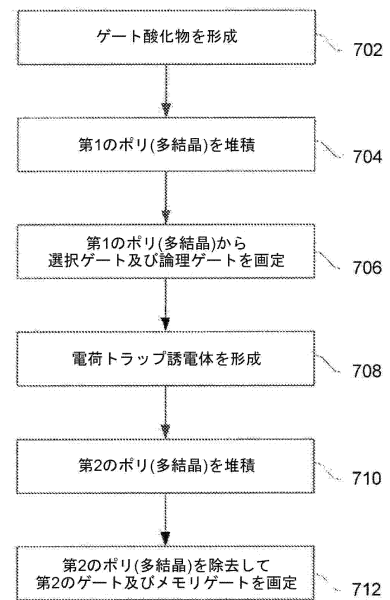 ゲート酸化物を形成
702
第1のポリ(多結晶)を堆積
704
第1のポリ(多結晶)から
選択ゲート及び論理ゲートを画定
706
電荷トラップ誘電体を形成
708
第2のポリ(多結晶)を堆積
710
第2のポリ(多結晶)を除去して
第2のゲート及びメモリゲートを画定
712